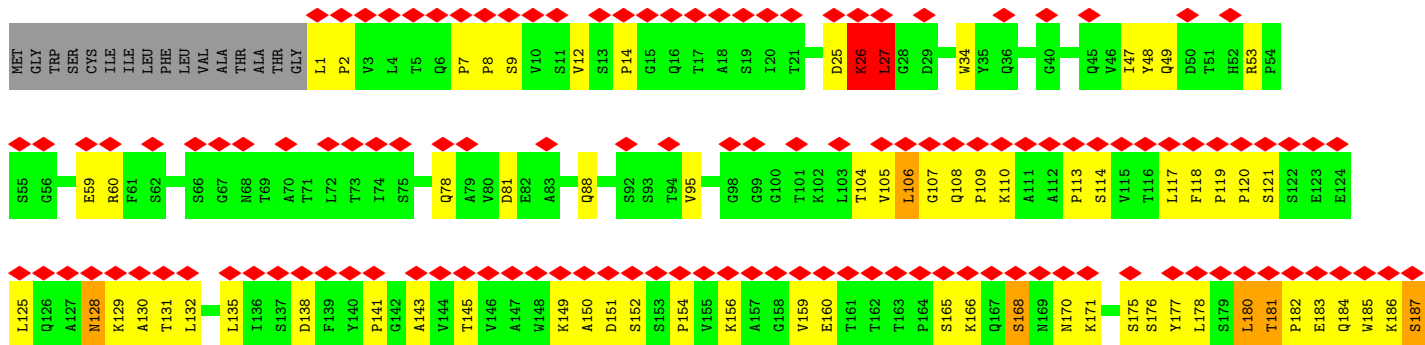 MET GLY TRP SER CYS ILE ILE LEU PHE LEU VAL ALA THR ALA THR GLY L1 P2 V3 L4 T5 Q6 P7 P8 S9 V10 S11 V12 S13 P14 G15 Q16 T17 A18 S19 I20 T21 D25 K26 L27 G28 D29 W34 Y35 Q36 G40 Q45 V46 I47 Y48 Q49 D50 T51 H52 R53 P54
S55 G56 E59 R60 F61 S62 S66 G67 N68 T69 A70 T71 L72 T73 I74 S75 Q78 A79 V80 D81 E82 A83 Q88 S92 S93 T94 V95 G98 G99 G100 T101 K102 L103 T104 V105 L106 G107 Q108 P109 K110 A111 A112 P113 S114 V115 T116 L117 F118 P119 P120 S121 S122 E123 E124
L125 Q126 A127 N128 K129 A130 T131 L132 L135 I136 S137 D138 F139 Y140 P141 G142 A143 V144 T145 V146 A147 W148 K149 A150 D151 S152 S153 P154 V155 K156 A157 G158 V159 E160 T161 T162 T163 P164 S165 K166 Q167 S168 N169 N170 K171 S175 S176 Y177 L178 S179 L180 T181 P182 E183 Q184 W185 K186 S187